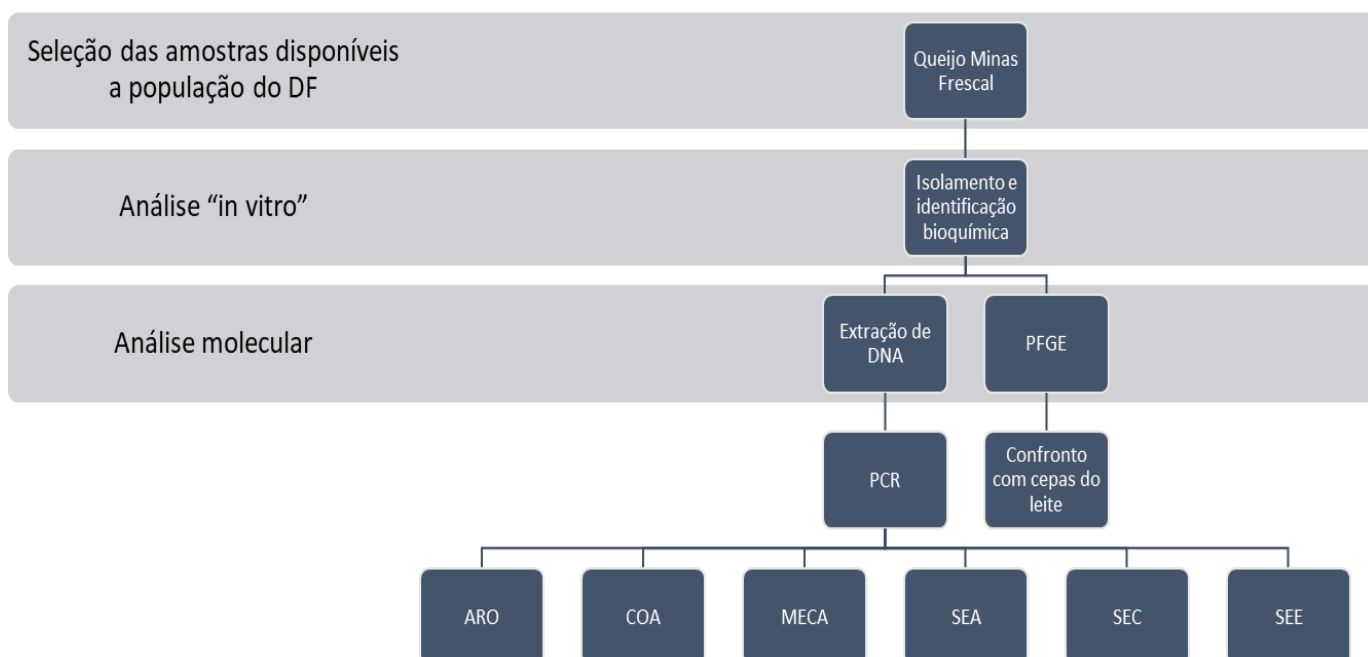 Seleção das amostras disponíveis
a população do DF
Queijo Minas
Frescal
Análise “in vitro”
Isolamento e
identificação
bioquímica
Análise molecular
Extração de
DNA
PFGE
PCR
Confronto
com cepas do
leite
ARO
COA
MECA
SEA
SEC
SEE